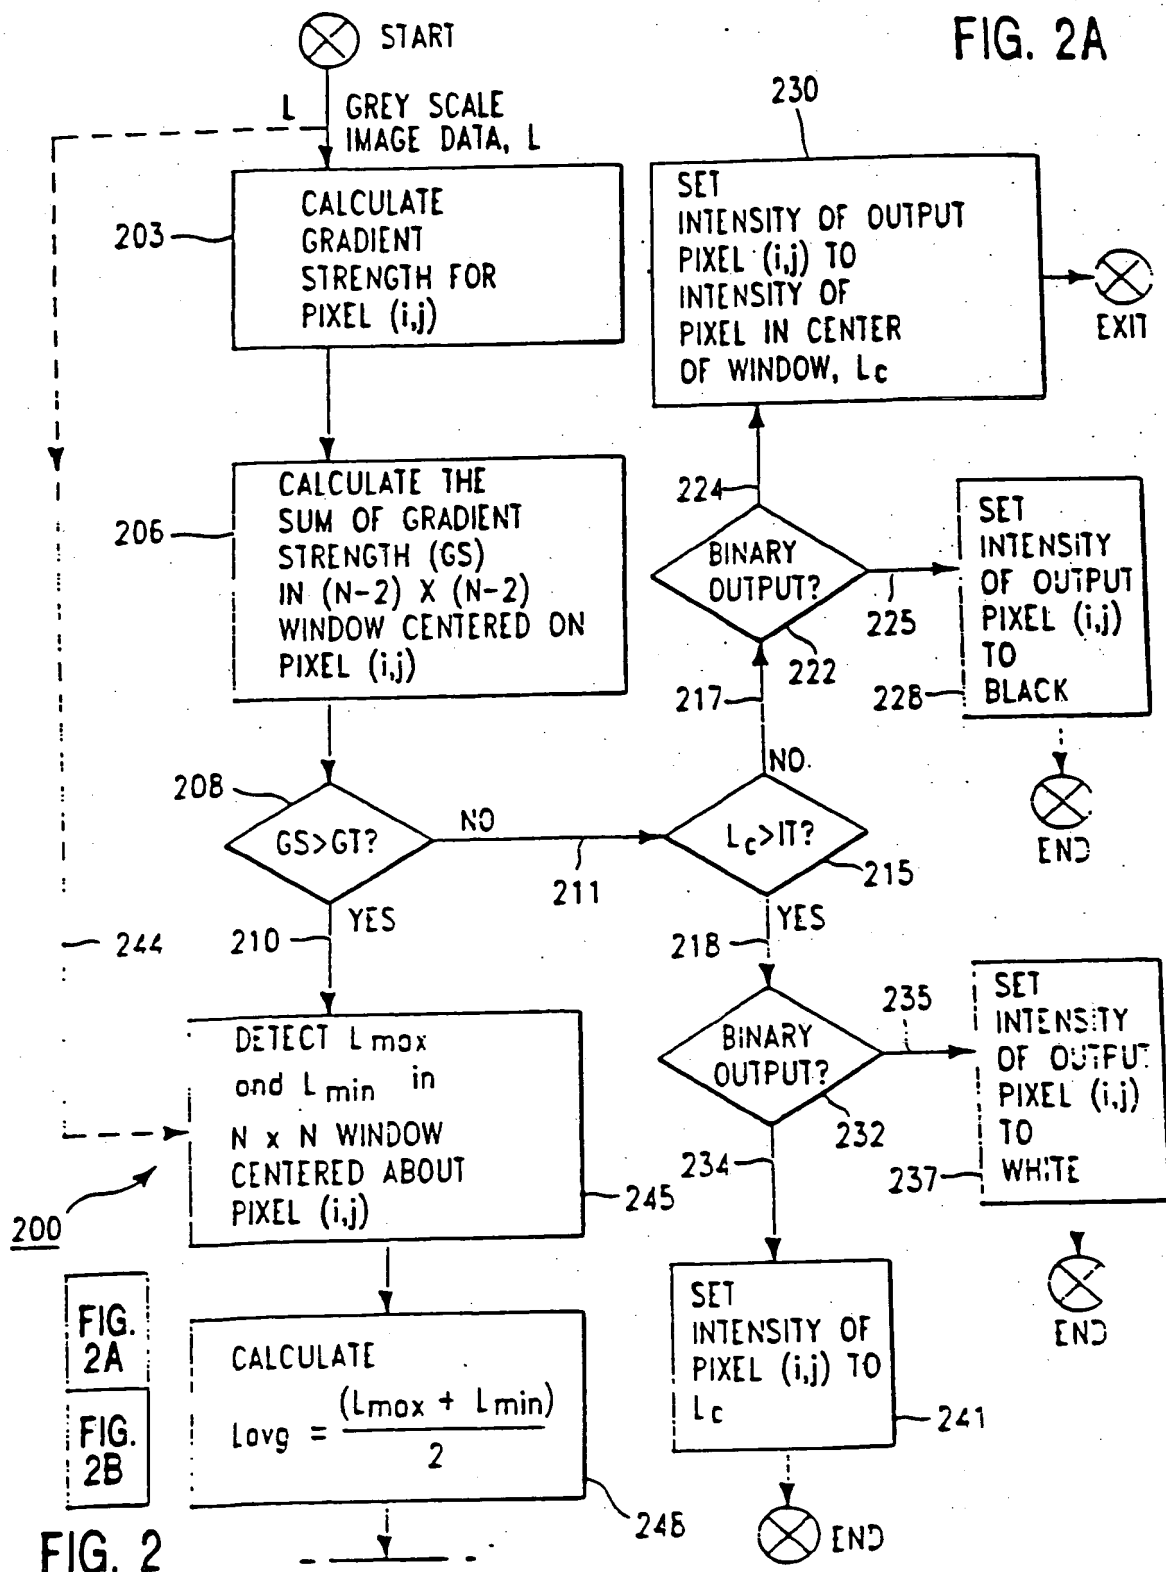 FIG. 2A
START
L
GREY SCALE
IMAGE DATA, L
203
CALCULATE
GRADIENT
STRENGTH FOR
PIXEL (i,j)
230
SET
INTENSITY OF OUTPUT
PIXEL (i,j) TO
INTENSITY OF
PIXEL IN CENTER
OF WINDOW, Lc
EXIT
206
CALCULATE THE
SUM OF GRADIENT
STRENGTH (GS)
IN (N-2) X (N-2)
WINDOW CENTERED ON
PIXEL (i,j)
224
BINARY
OUTPUT?
222
225
SET
INTENSITY
OF OUTPUT
PIXEL (i,j)
TO
BLACK
228
END
217
NO
208
GS>GT?
NO
211
Lc>IT?
215
YES
210
YES
218
244
DETECT Lmax
and Lmin in
N x N WINDOW
CENTERED ABOUT
PIXEL (i,j)
245
200
BINARY
OUTPUT?
232
235
SET
INTENSITY
OF OUTPUT
PIXEL (i,j)
TO
WHITE
237
END
234
SET
INTENSITY OF
PIXEL (i,j) TO
Lc
241
END
CALCULATE
Lavg = (Lmax + Lmin)
2
246
FIG.
2A
FIG.
2B
FIG. 2